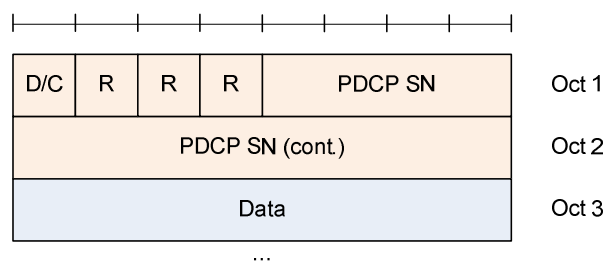 D/C R R R PDCP SN Oct 1
PDCP SN (cont.) Oct 2
Data Oct 3
...